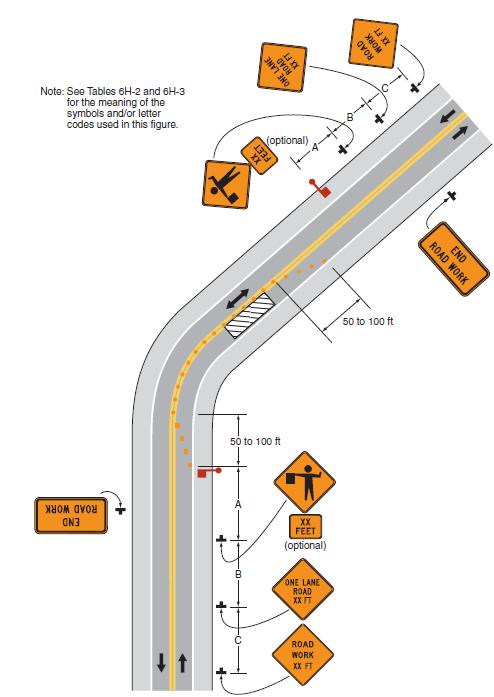 ROAD
WORK
XX FT
ONE LANE
ROAD
XX FT
C
Note: See Tables 6H-2 and 6H-3
for the meaning of the
symbols and/or letter
codes used in this figure.
B
(optional)
A
XX
FEET
END
ROAD WORK
50 to 100 ft
50 to 100 ft
A
END
ROAD WORK
XX
FEET
(optional)
B
ONE LANE
ROAD
XX FT
C
ROAD
WORK
XX FT